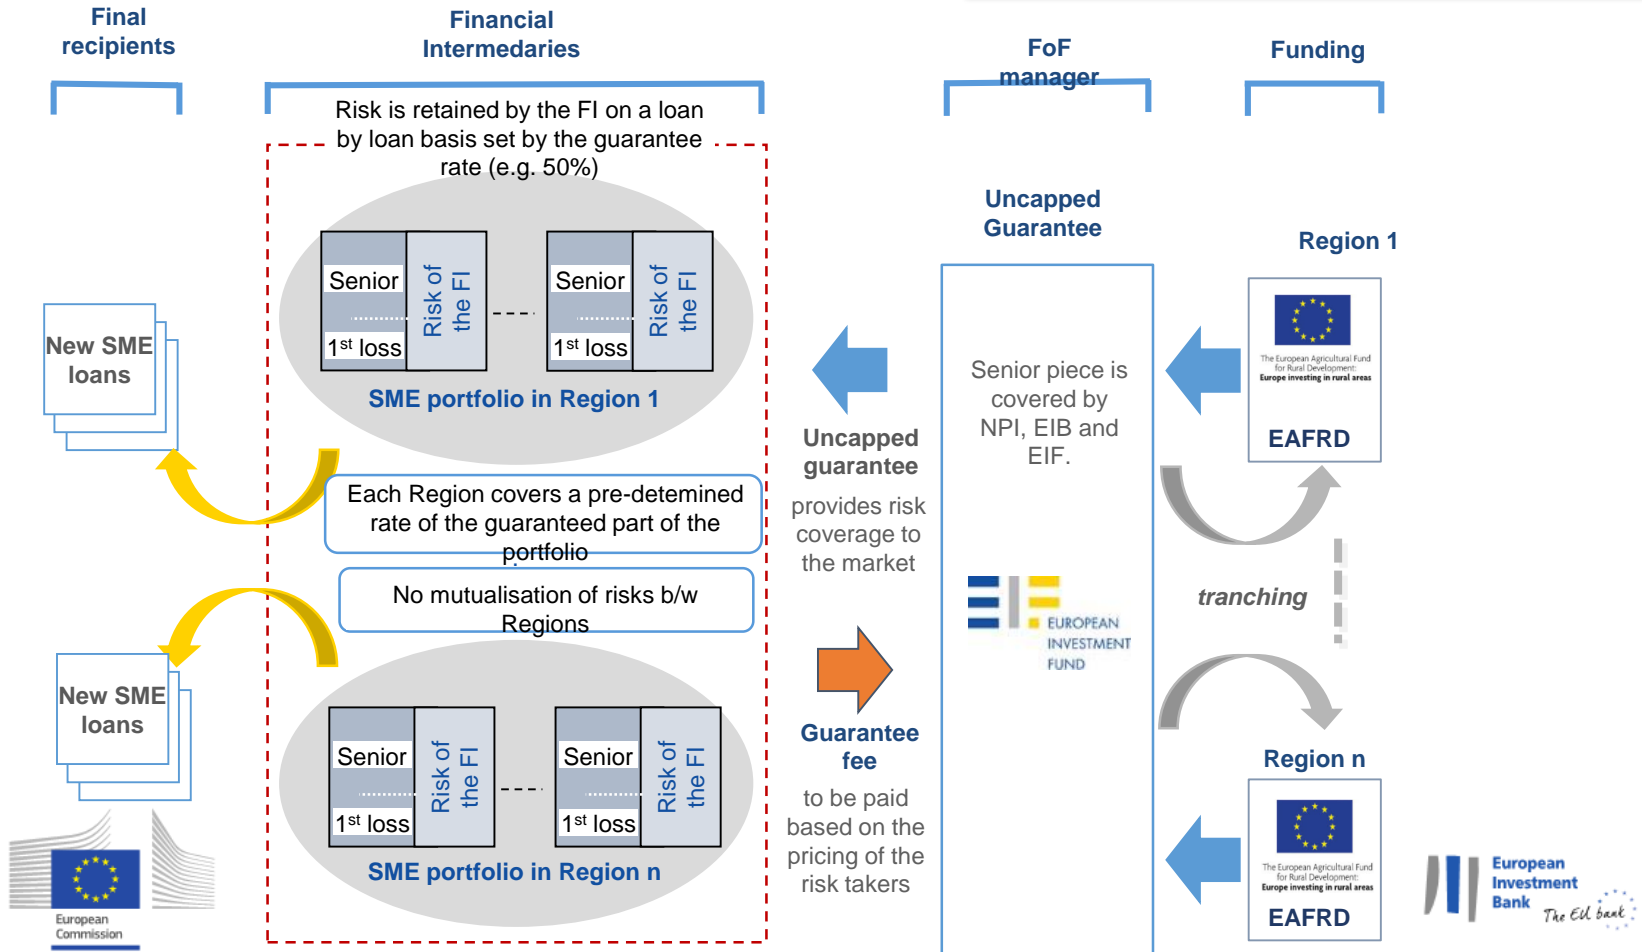 Final
recipients
Financial
Intermedaries
FoF
manager
Funding
Risk is retained by the FI on a loan
by loan basis set by the guarantee
rate (e.g. 50%)
Senior
1st loss
Risk of
the FI
Senior
1st loss
Risk of
the FI
SME portfolio in Region 1
New SME
loans
Each Region covers a pre-detemined
rate of the guaranteed part of the
portfolio
No mutualisation of risks b/w
Regions
New SME
loans
Senior
1st loss
Risk of
the FI
Senior
1st loss
Risk of
the FI
SME portfolio in Region n
Uncapped
guarantee
provides risk
coverage to
the market
Guarantee
fee
to be paid
based on the
pricing of the
risk takers
Uncapped
Guarantee
Senior piece is
covered by
NPI, EIB and
EIF.
EUROPEAN
INVESTMENT
FUND
Region 1
The European Agricultural Fund
for Rural Development:
Europe investing in rural areas
EAFRD
tranching
Region n
The European Agricultural Fund
for Rural Development:
Europe investing in rural areas
EAFRD
European
Commission
European
Investment
Bank
The EU bank